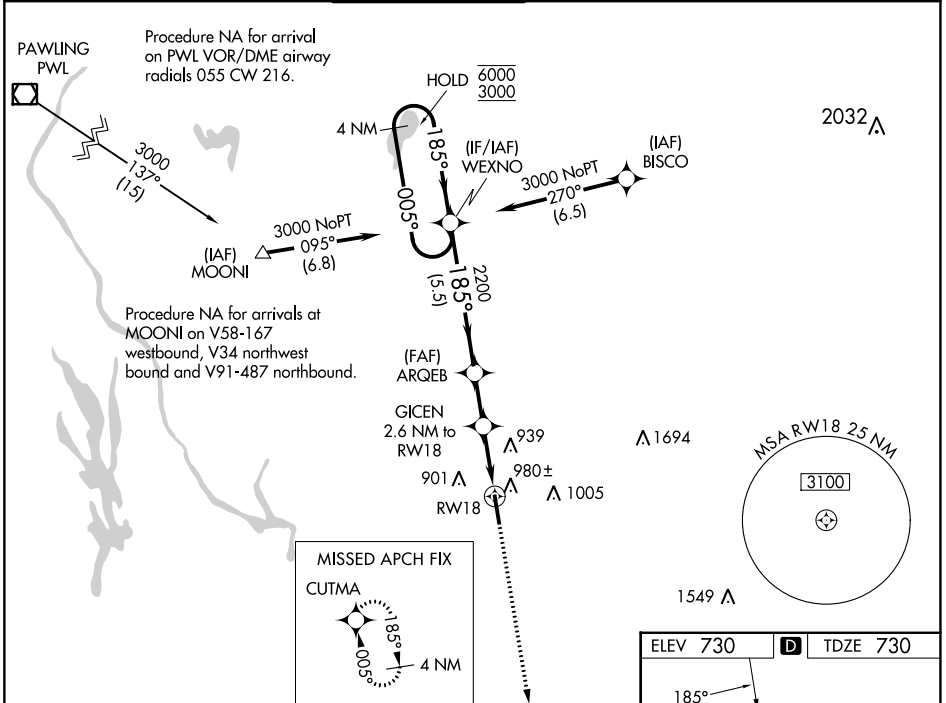 PAWLING
PWL
Procedure NA for arrival
on PWL VOR/DME airway
radials 055 CW 216.
HOLD 6000
3000
4 NM
185°
005°
(IF/IAF)
WEXNO
2032
(IAF)
BISCO
3000 NoPT
270°
(6.5)
3000
137°
(15)
3000 NoPT
095°
(6.8)
(IAF)
MOONI
2200
185°
(5.5)
Procedure NA for arrivals at
MOONI on V58-167
westbound, V34 northwest
bound and V91-487 northbound.
(FAF)
ARQEB
GICEN
2.6 NM to
RW18
939
1694
901
980±
1005
RW18
MSA RW18 25 NM
3100
MISSED APCH FIX
CUTMA
185°
005°
4 NM
1549
ELEV 730 D TDZE 730
185°